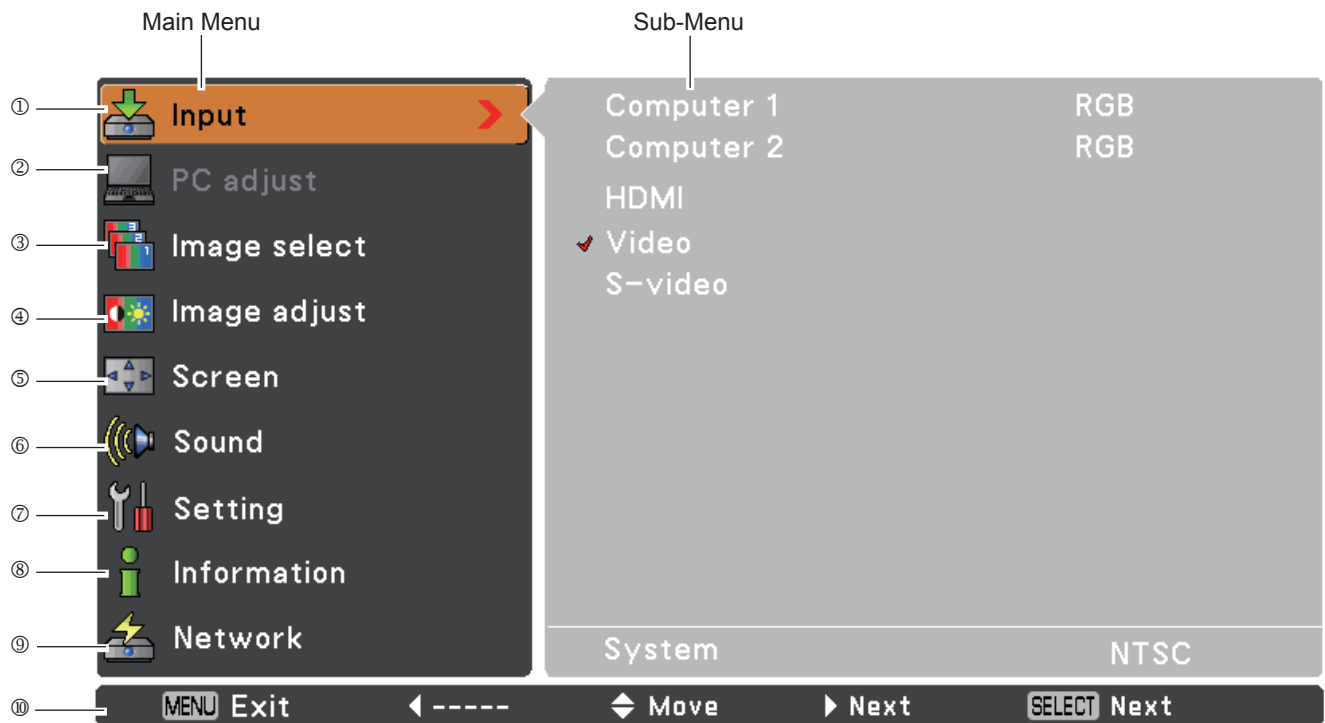 Main Menu Sub-Menu
① Input Computer 1 RGB
Computer 2 RGB
② PC adjust
HDMI
③ Image select Video
S-video
④ Image adjust
⑤ Screen
⑥ Sound
⑦ Setting
⑧ Information
⑨ Network System NTSC
⑩ MENU Exit ----- Move Next SELECT Next